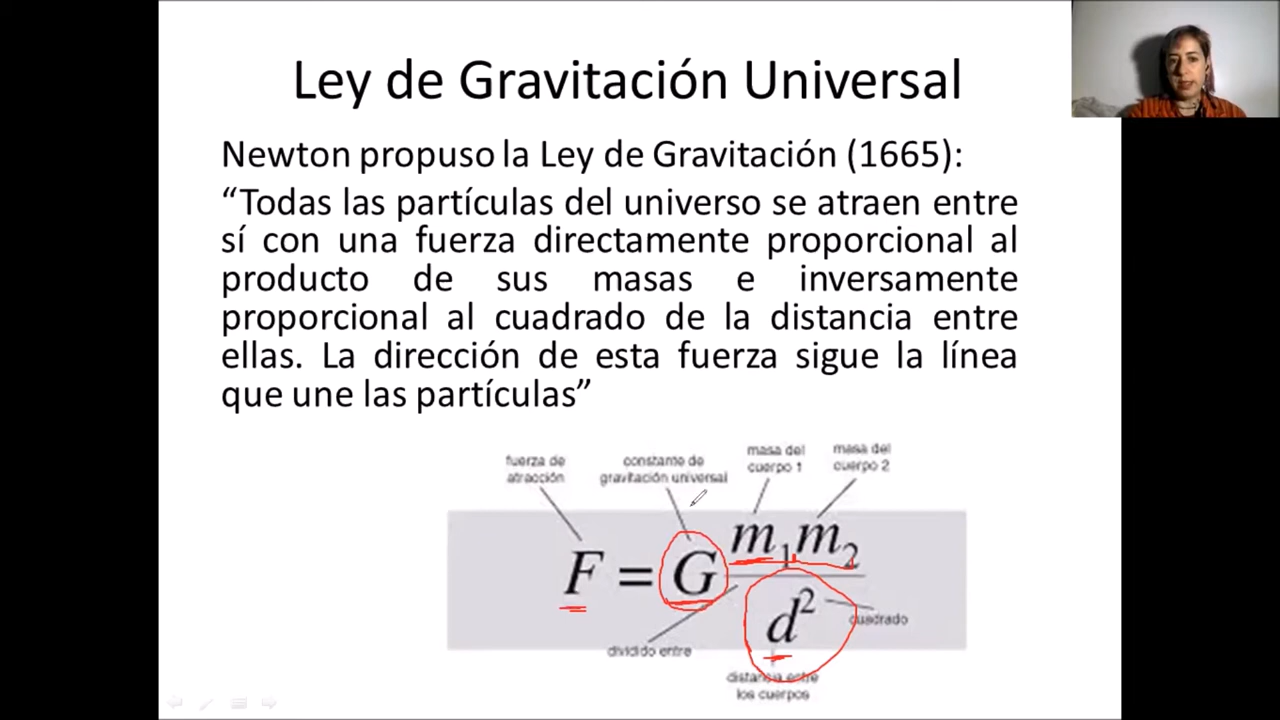 Ley de Gravitación Universal
Newton propuso la Ley de Gravitación (1665):
“Todas las partículas del universo se atraen entre
sí con una fuerza directamente proporcional al
producto de sus masas e inversamente
proporcional al cuadrado de la distancia entre
ellas. La dirección de esta fuerza sigue la línea
que une las partículas”
fuerza de
atracción
constante de
gravitación universal
masa del
cuerpo 1
masa del
cuerpo 2
F = G m₁m₂ / d²
cuadrado
dividido entre
distancia entre
los cuerpos